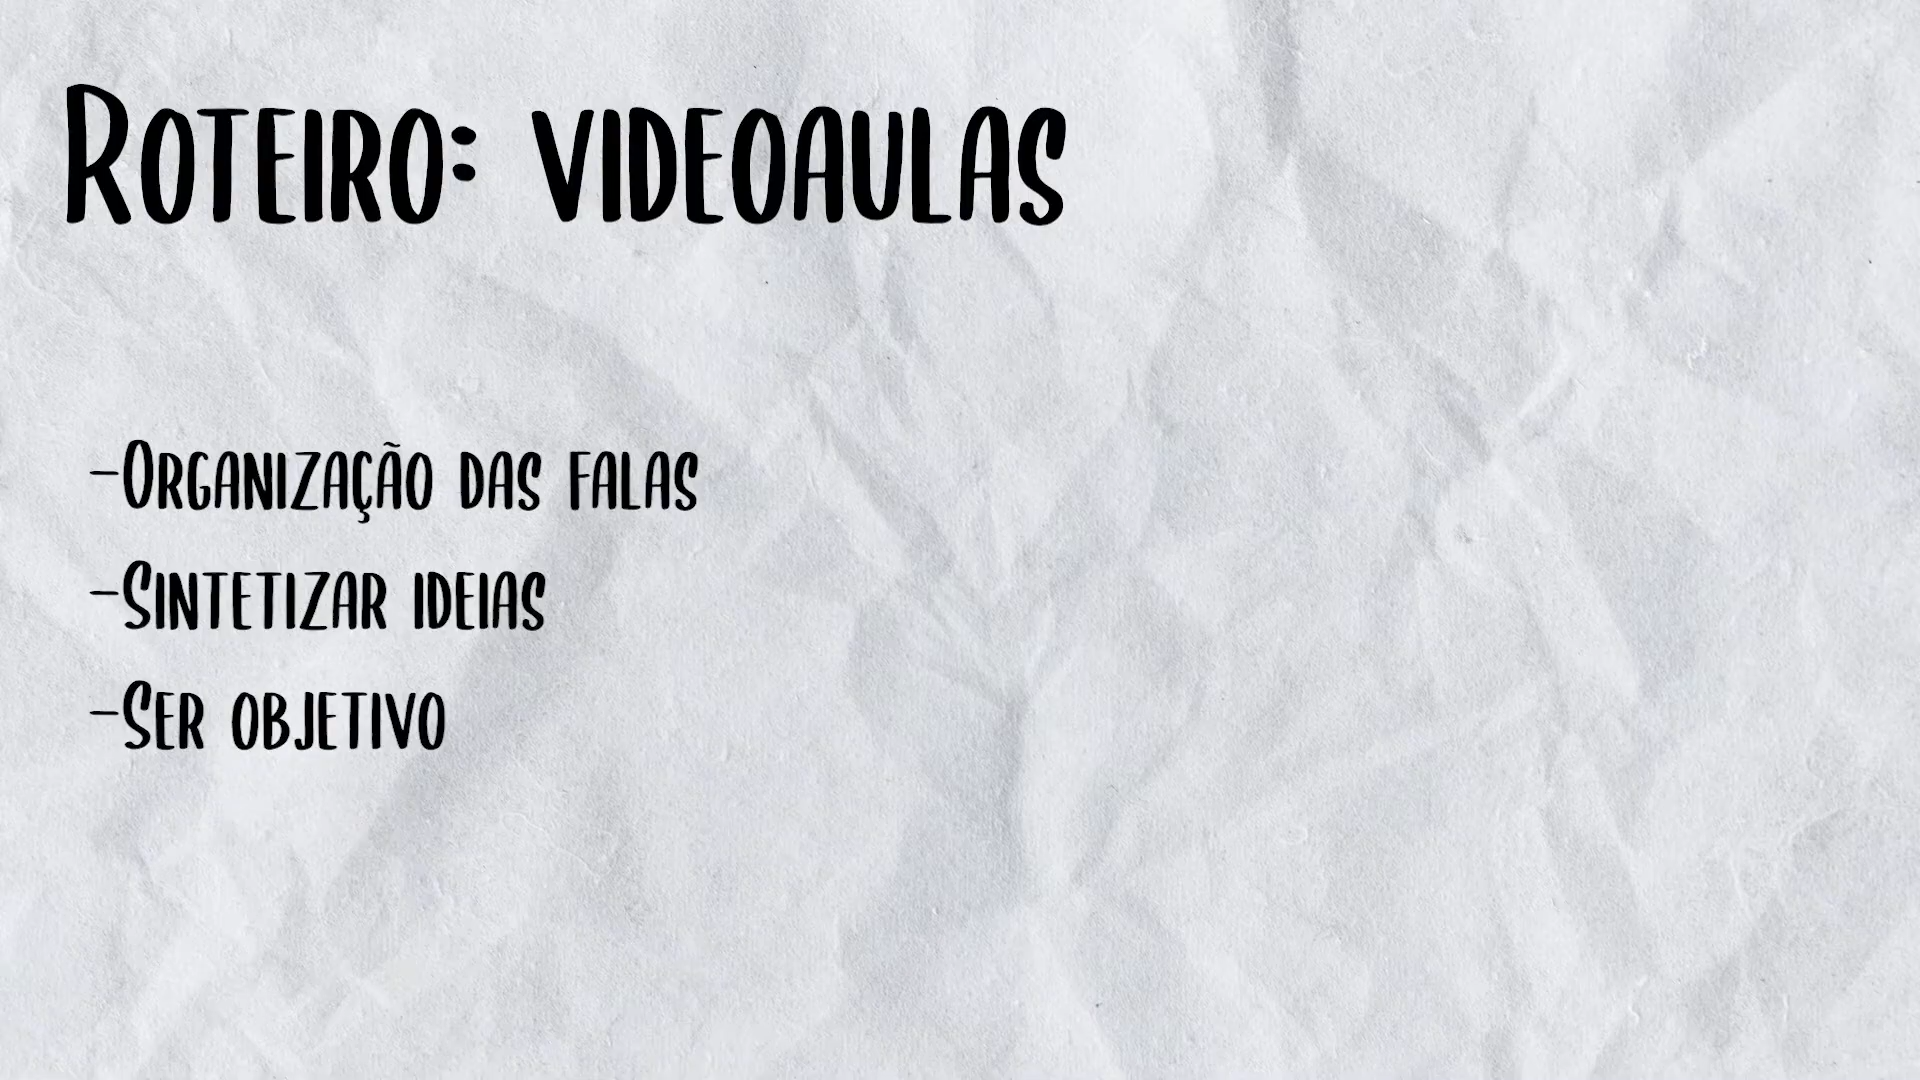 Roteiro: videoaulas
-Organização das falas
-Sintetizar ideias
-Ser objetivo